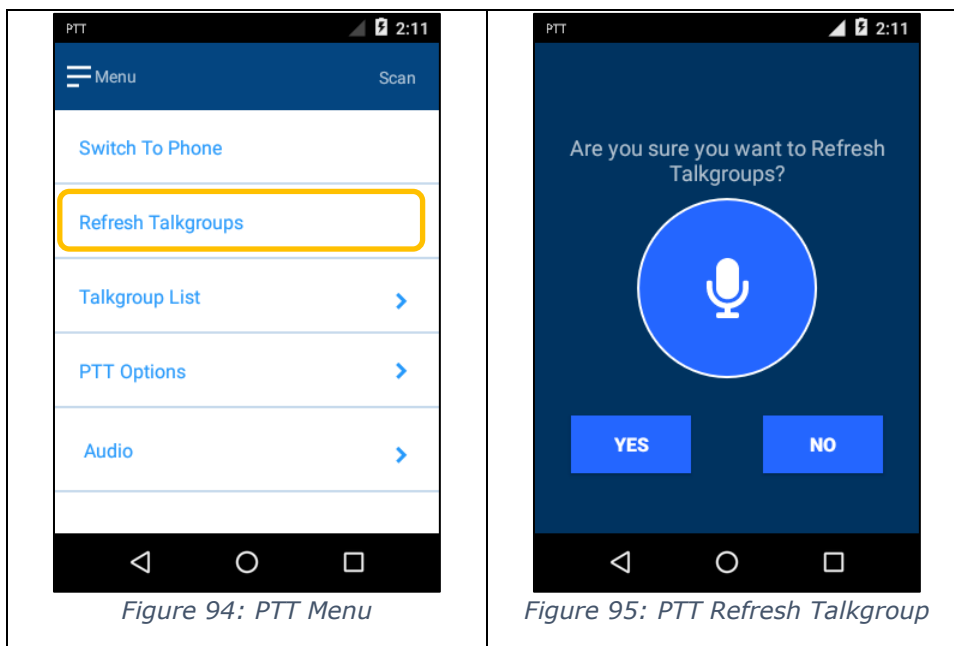 PTT 2:11
Menu Scan
Switch To Phone
Refresh Talkgroups
Talkgroup List
PTT Options
Audio
Figure 94: PTT Menu
PTT 2:11
Are you sure you want to Refresh
Talkgroups?
YES NO
Figure 95: PTT Refresh Talkgroup